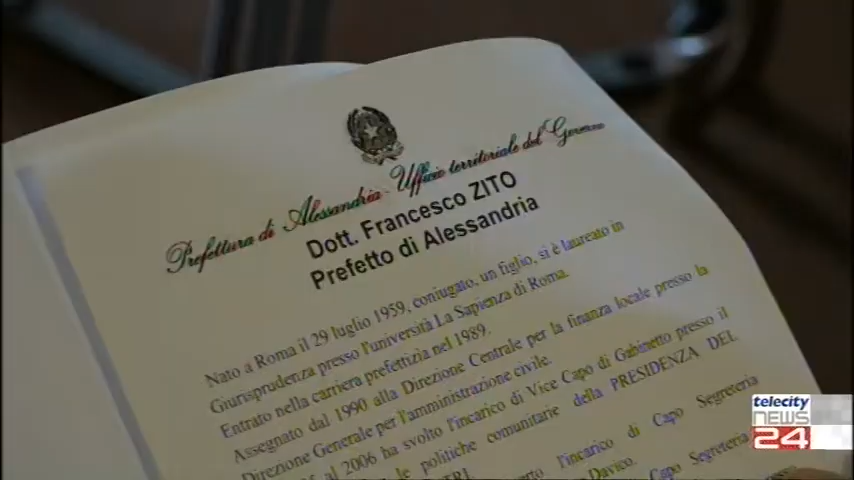 Prefettura di Alessandria - Ufficio territoriale del Governo
Dott. Francesco ZITO
Prefetto di Alessandria
Nato a Roma il 29 luglio 1959, coniugato, un figlio, si è laureato in
Giurisprudenza presso l'università La Sapienza di Roma.
Entrato nella carriera prefettizia nel 1989.
Assegnato dal 1990 alla Direzione Centrale per la finanza locale presso la
Direzione Generale per l'amministrazione civile.
al 2006 ha svolto l'incarico di Vice Capo di Gabinetto presso il
le politiche comunitarie della PRESIDENZA DEL
l'incarico di Capo Segreteria
Davico.
Capo Segreteria
telecity
NEWS
24